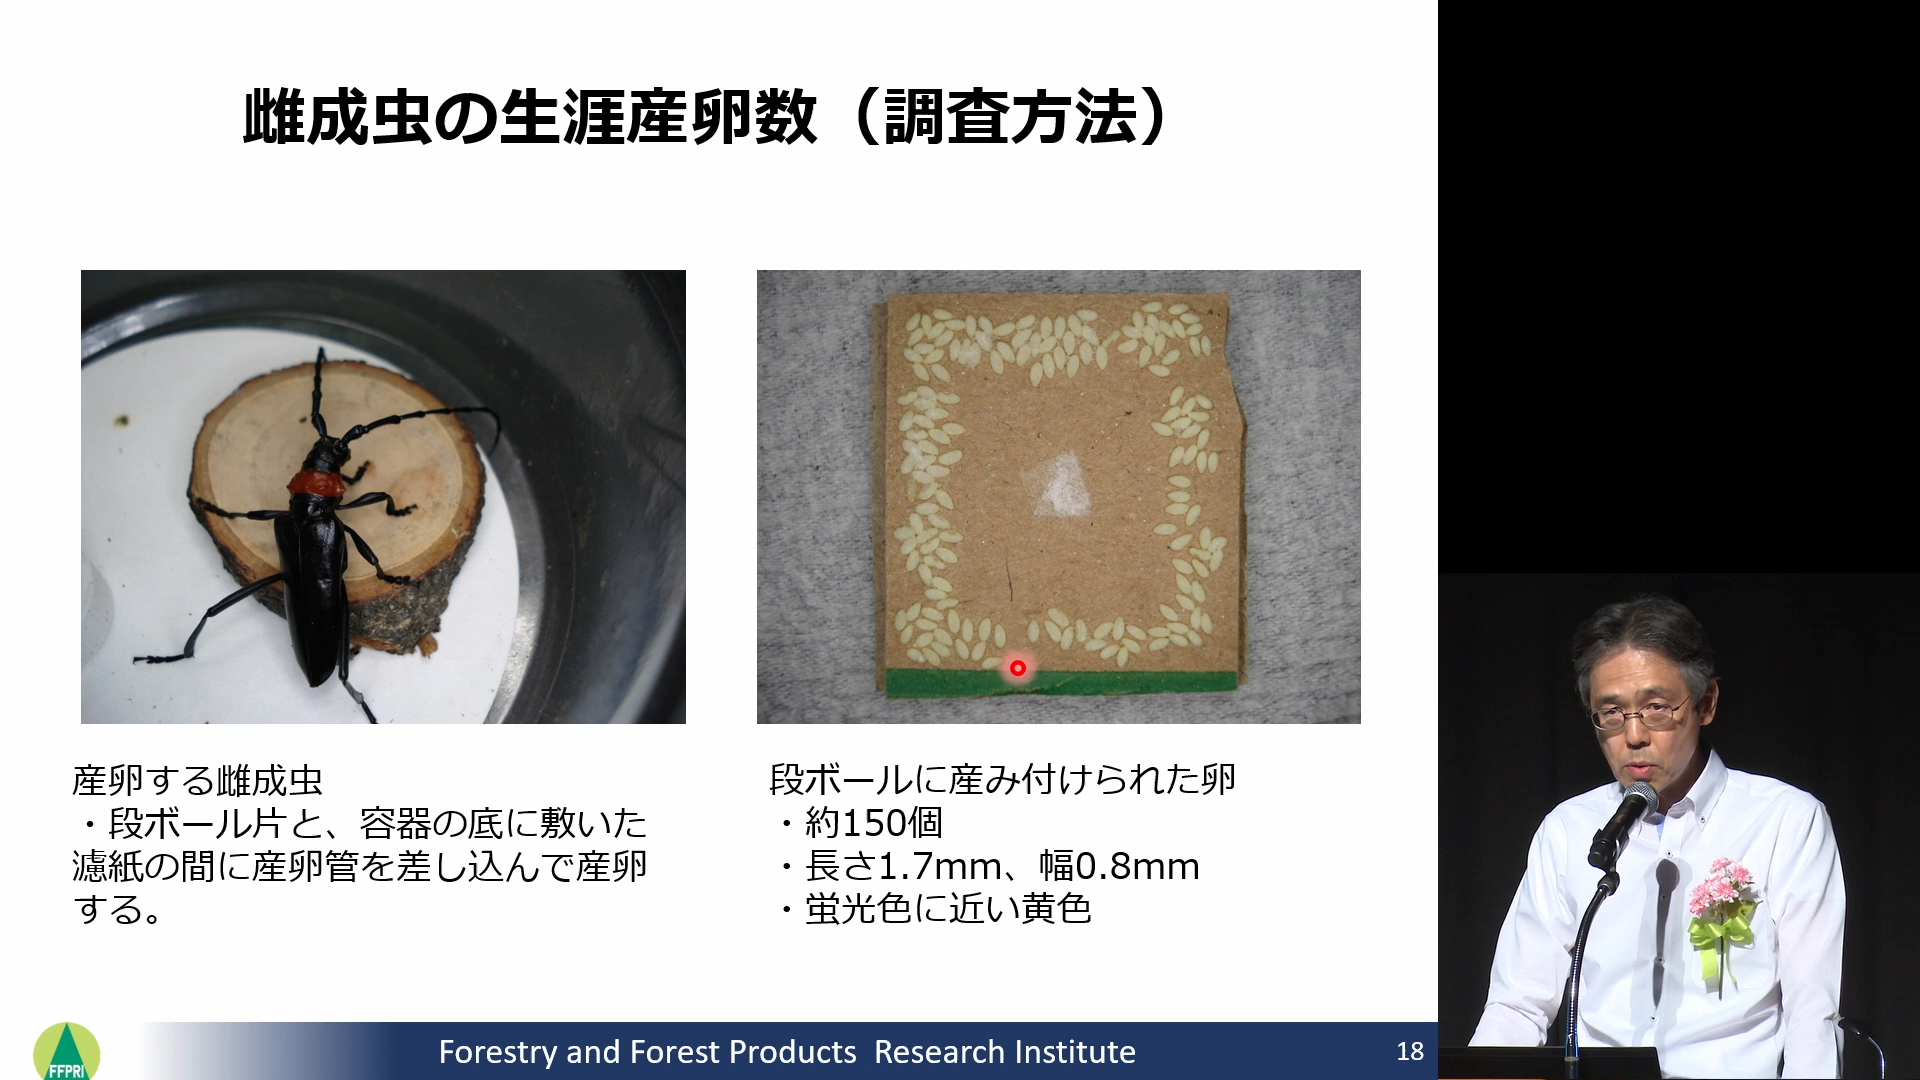 雌成虫の生涯産卵数（調査方法）
産卵する雌成虫
・段ボール片と、容器の底に敷いた
濾紙の間に産卵管を差し込んで産卵
する。
段ボールに産み付けられた卵
・約150個
・長さ1.7mm、幅0.8mm
・蛍光色に近い黄色
FFPRI
Forestry and Forest Products Research Institute
18